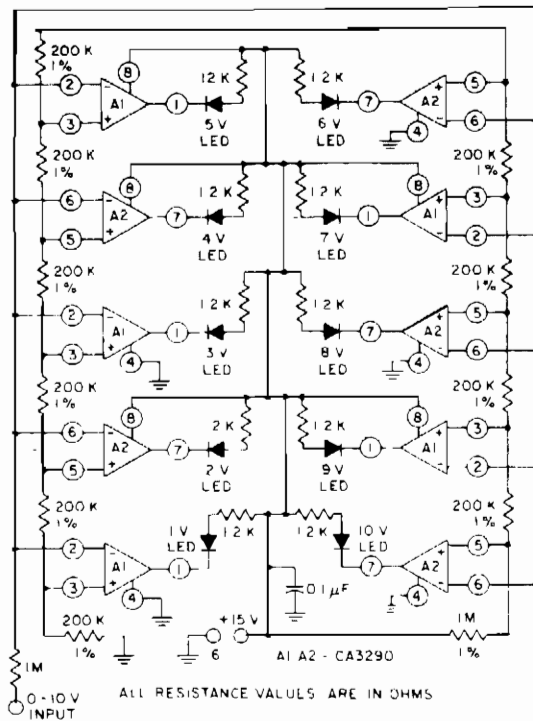 200 K
1%
2
3
8
A1
1
12 K
5 V
LED
12 K
6 V
LED
7
A2
4
5
6
200 K
1%
6
5
8
A2
7
12 K
4 V
LED
12 K
7 V
LED
1
8
A1
3
2
200 K
1%
200 K
1%
2
3
A1
4
1
12 K
3 V
LED
12 K
8 V
LED
7
A2
4
5
6
200 K
1%
200 K
1%
6
5
8
A2
7
2 K
2 V
LED
12 K
9 V
LED
1
8
A1
3
2
200 K
1%
200 K
1%
2
3
A1
4
1
1 V
LED
12 K
12 K
10 V
LED
7
A2
4
5
6
200 K
1%
200 K
1%
0.1 µF
+15 V
6
1M
1%
A1 A2 - CA3290
1M
0-10 V
INPUT
ALL RESISTANCE VALUES ARE IN OHMS